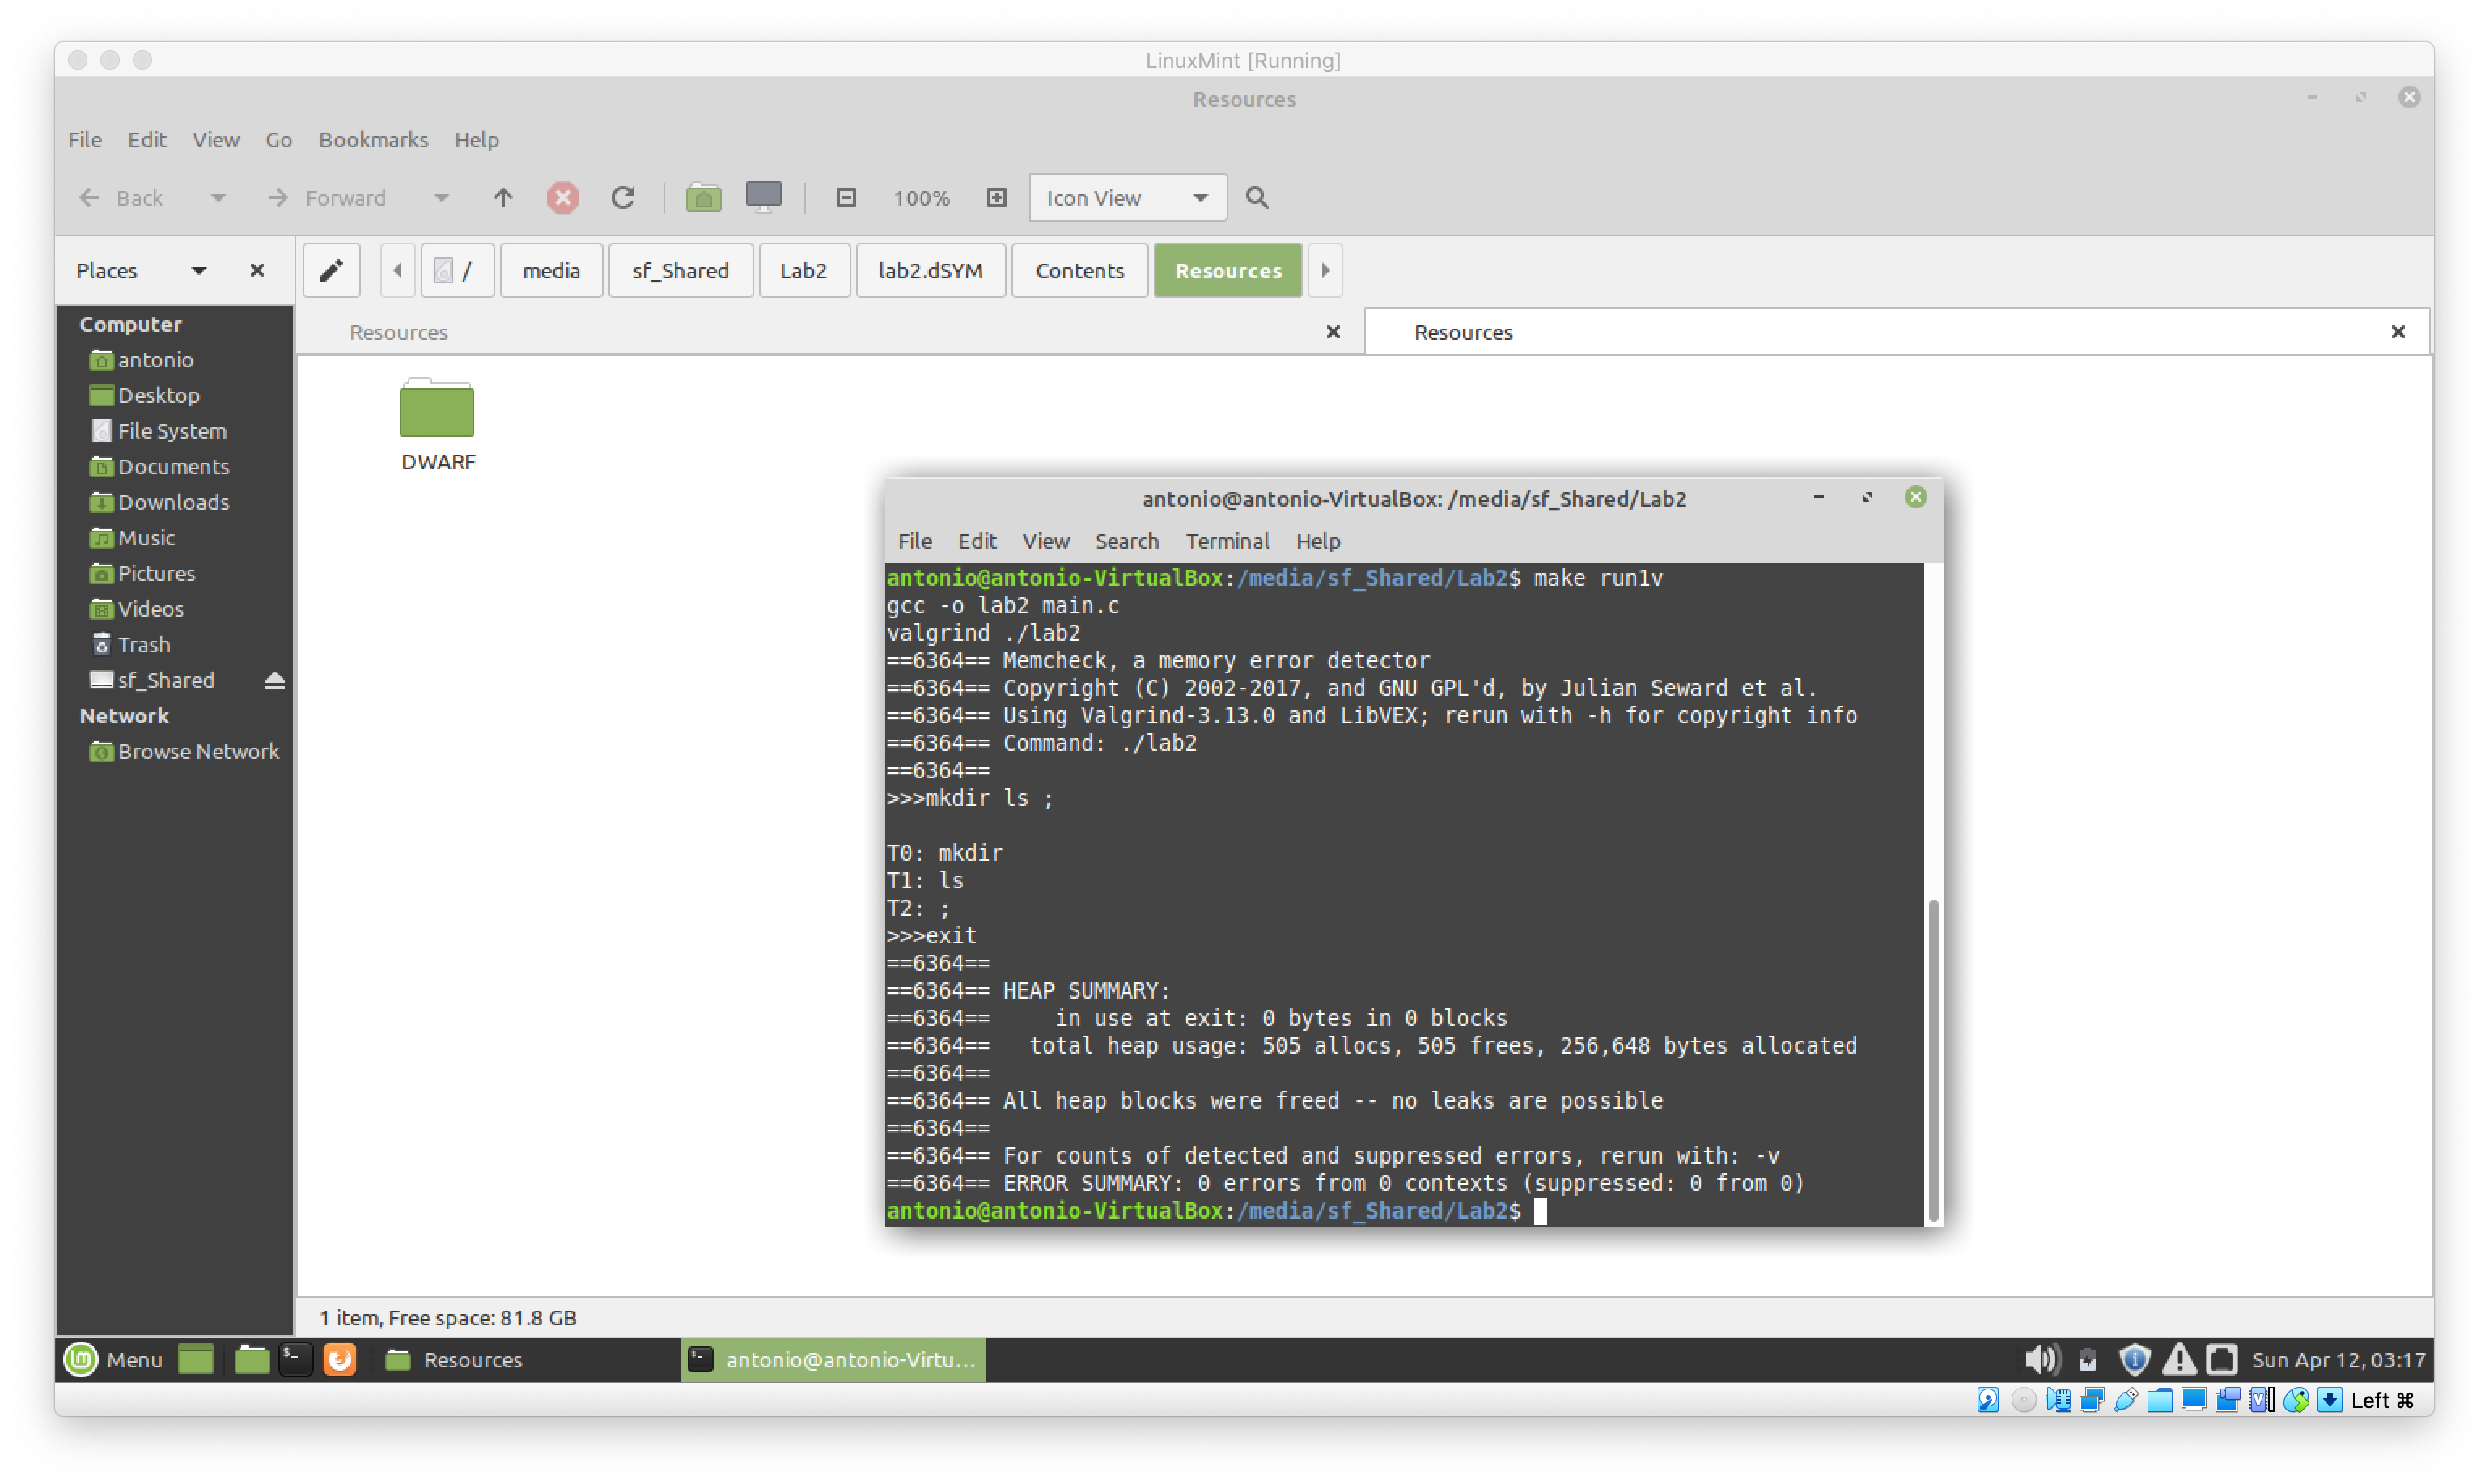 LinuxMint [Running]
Resources
File Edit View Go Bookmarks Help
Back Forward 100% Icon View
Places / media sf_Shared Lab2 lab2.dSYM Contents Resources
Resources Resources
Computer
antonio
Desktop
File System
Documents
Downloads
Music
Pictures
Videos
Trash
sf_Shared
Network
Browse Network
DWARF
antonio@antonio-VirtualBox: /media/sf_Shared/Lab2
File Edit View Search Terminal Help
antonio@antonio-VirtualBox:/media/sf_Shared/Lab2$ make run1v
gcc -o lab2 main.c
valgrind ./lab2
==6364== Memcheck, a memory error detector
==6364== Copyright (C) 2002-2017, and GNU GPL'd, by Julian Seward et al.
==6364== Using Valgrind-3.13.0 and LibVEX; rerun with -h for copyright info
==6364== Command: ./lab2
==6364==
>>>mkdir ls ;
T0: mkdir
T1: ls
T2: ;
>>>exit
==6364==
==6364== HEAP SUMMARY:
==6364==     in use at exit: 0 bytes in 0 blocks
==6364==   total heap usage: 505 allocs, 505 frees, 256,648 bytes allocated
==6364==
==6364== All heap blocks were freed -- no leaks are possible
==6364==
==6364== For counts of detected and suppressed errors, rerun with: -v
==6364== ERROR SUMMARY: 0 errors from 0 contexts (suppressed: 0 from 0)
antonio@antonio-VirtualBox:/media/sf_Shared/Lab2$
1 item, Free space: 81.8 GB
Menu Resources antonio@antonio-Virtu... Sun Apr 12, 03:17
Left ⌘